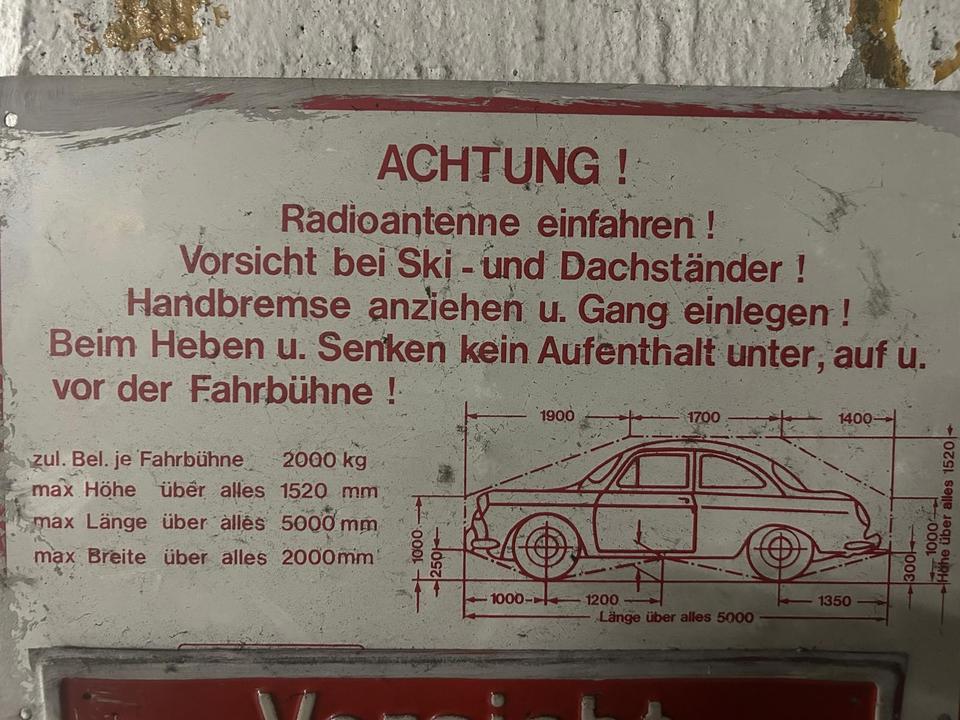 ACHTUNG !
Radioantenne einfahren !
Vorsicht bei Ski - und Dachständer !
Handbremse anziehen u. Gang einlegen !
Beim Heben u. Senken kein Aufenthalt unter, auf u.
vor der Fahrbühne !
1900 1700 1400
zul. Bel. je Fahrbühne 2000 kg
max Höhe über alles 1520 mm
max Länge über alles 5000 mm
max Breite über alles 2000mm
1000
250
300
1000
Höhe über alles 1520
1000 1200 1350
Länge über alles 5000
Vorsicht